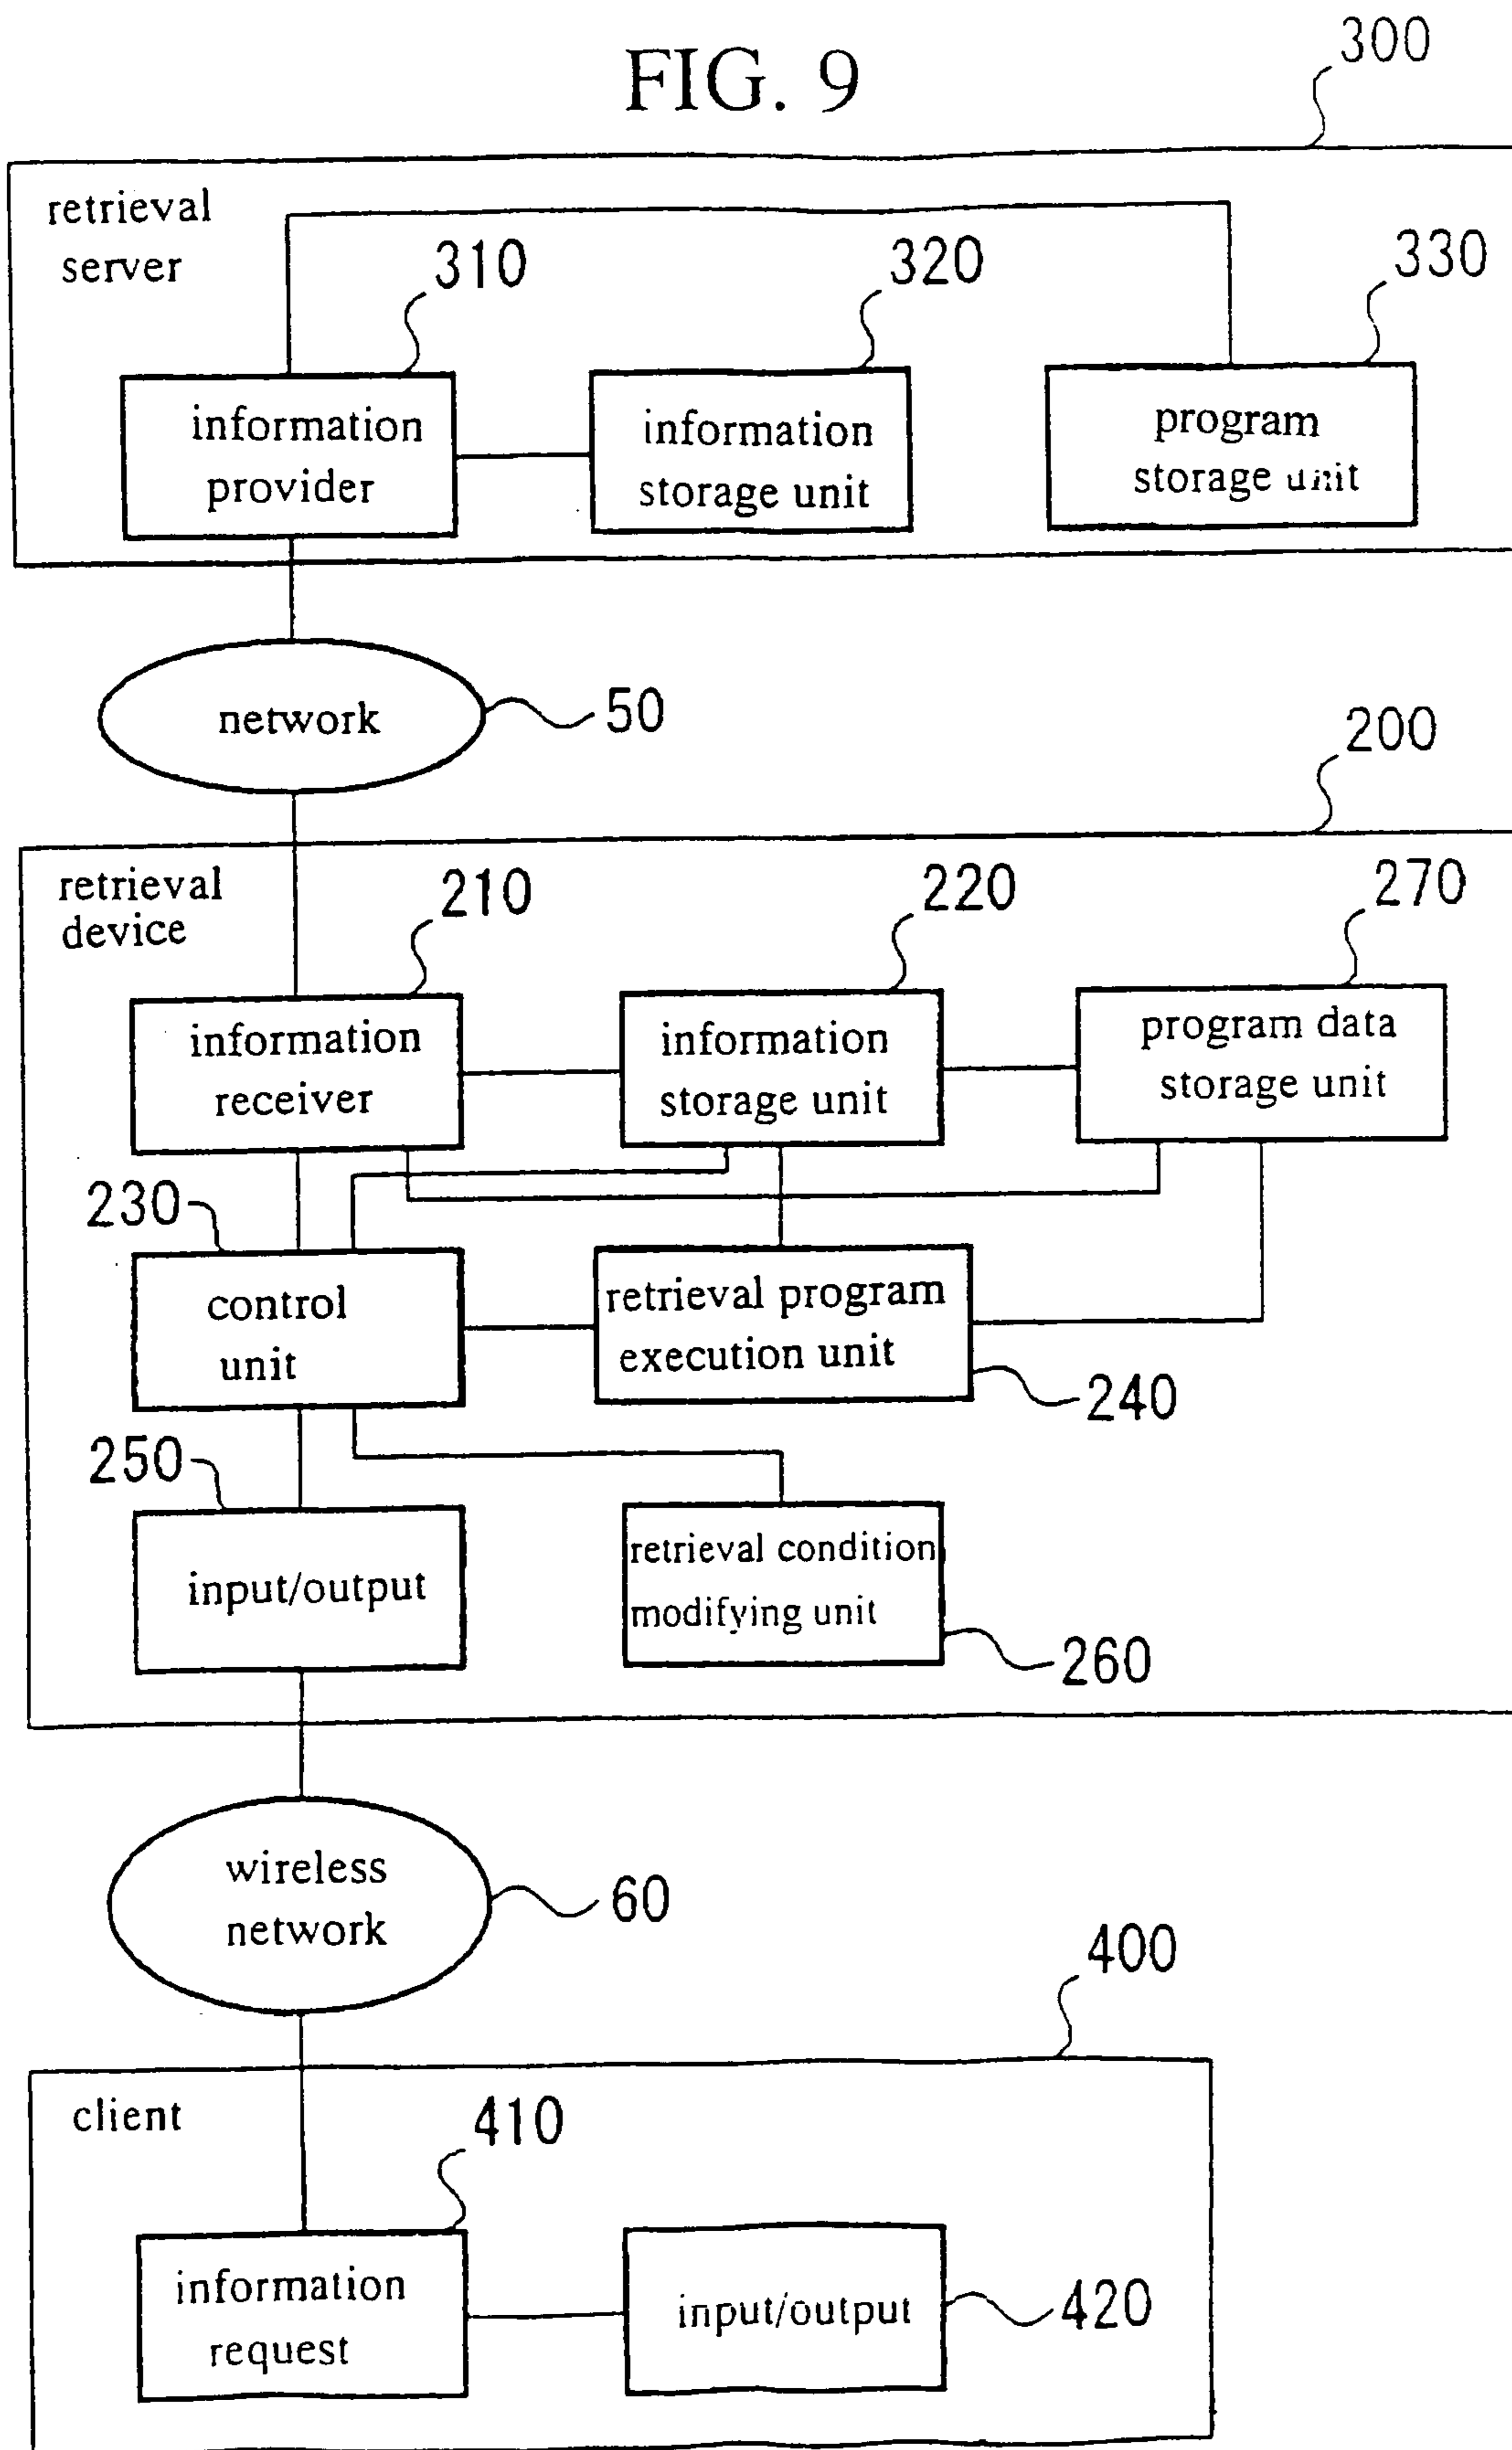 FIG. 9
300
retrieval
server
310
320
330
information
provider
information
storage unit
program
storage unit
network
50
200
retrieval
device
210
220
270
information
receiver
information
storage unit
program data
storage unit
230
control
unit
retrieval program
execution unit
240
250
input/output
retrieval condition
modifying unit
260
wireless
network
60
400
client
410
information
request
input/output
420